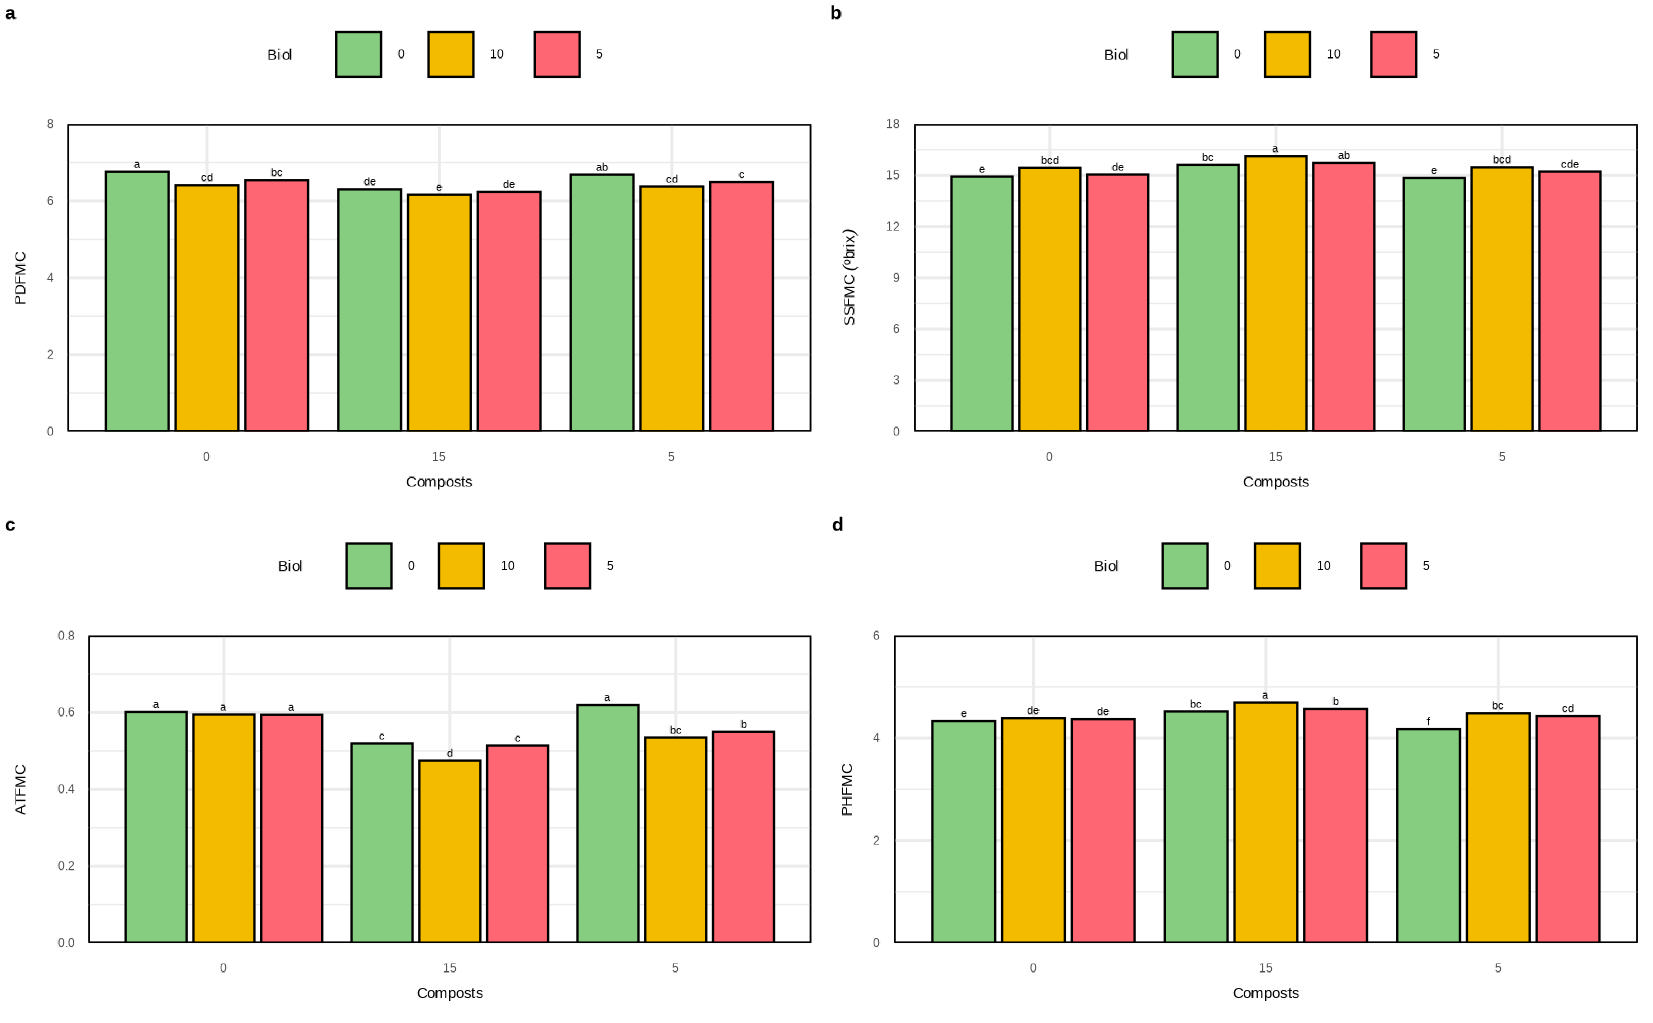 a
Biol 0 10 5
8
6
4
2
0
PDFMC
a cd bc de e de ab cd c
0 15 5
Composts
b
Biol 0 10 5
18
15
12
9
6
3
0
SSFMC (ºbrix)
e bcd de bc a ab e bcd cde
0 15 5
Composts
c
Biol 0 10 5
0.8
0.6
0.4
0.2
0.0
ATFMC
a a a c d c a bc b
0 15 5
Composts
d
Biol 0 10 5
6
4
2
0
PHFMC
e de de bc a b f bc cd
0 15 5
Composts